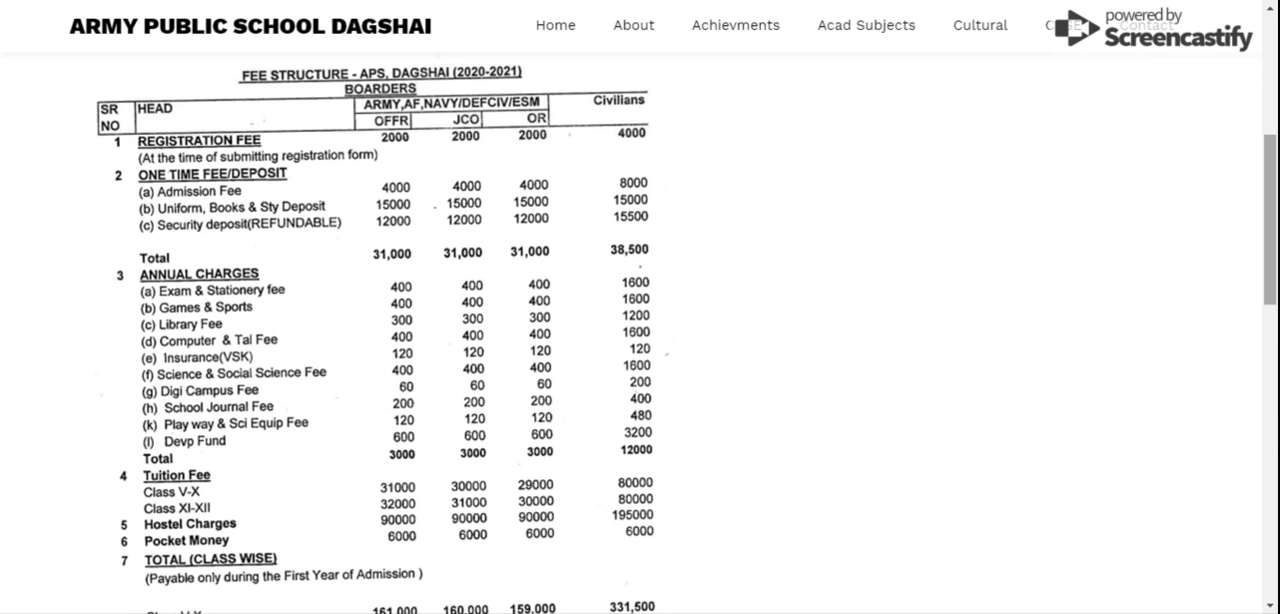 ARMY PUBLIC SCHOOL DAGSHAI Home About Achievments Acad Subjects Cultural Contact
powered by
Screencastify
FEE STRUCTURE - APS, DAGSHAI (2020-2021)
BOARDERS
SR NO HEAD ARMY,AF,NAVY/DEFCIV/ESM Civilians
OFFR JCO OR
1 REGISTRATION FEE 2000 2000 2000 4000
(At the time of submitting registration form)
2 ONE TIME FEE/DEPOSIT
(a) Admission Fee 4000 4000 4000 8000
(b) Uniform, Books & Sty Deposit 15000 15000 15000 15000
(c) Security deposit(REFUNDABLE) 12000 12000 12000 15500
Total 31,000 31,000 31,000 38,500
3 ANNUAL CHARGES
(a) Exam & Stationery fee 400 400 400 1600
(b) Games & Sports 400 400 400 1600
(c) Library Fee 300 300 300 1200
(d) Computer & Tal Fee 400 400 400 1600
(e) Insurance(VSK) 120 120 120 120
(f) Science & Social Science Fee 400 400 400 1600
(g) Digi Campus Fee 60 60 60 200
(h) School Journal Fee 200 200 200 400
(k) Play way & Sci Equip Fee 120 120 120 480
(l) Devp Fund 600 600 600 3200
Total 3000 3000 3000 12000
4 Tuition Fee
Class V-X 31000 30000 29000 80000
Class XI-XII 32000 31000 30000 80000
5 Hostel Charges 90000 90000 90000 195000
6 Pocket Money 6000 6000 6000 6000
7 TOTAL (CLASS WISE)
(Payable only during the First Year of Admission )
161,000 160,000 159,000 331,500